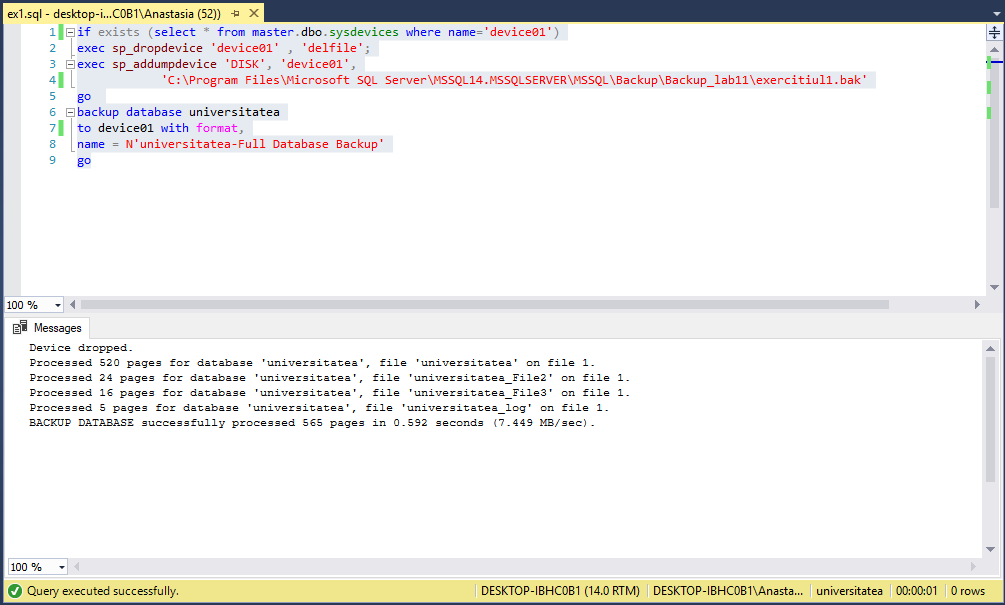 ex1.sql - desktop-i...C0B1\Anastasia (52))
1 if exists (select * from master.dbo.sysdevices where name='device01')
2 exec sp_dropdevice 'device01' , 'delfile';
3 exec sp_addumpdevice 'DISK', 'device01',
4 'C:\Program Files\Microsoft SQL Server\MSSQL14.MSSQLSERVER\MSSQL\Backup\Backup_lab11\exercitiul1.bak'
5 go
6 backup database universitatea
7 to device01 with format,
8 name = N'universitatea-Full Database Backup'
9 go
100 %
Messages
Device dropped.
Processed 520 pages for database 'universitatea', file 'universitatea' on file 1.
Processed 24 pages for database 'universitatea', file 'universitatea_File2' on file 1.
Processed 16 pages for database 'universitatea', file 'universitatea_File3' on file 1.
Processed 5 pages for database 'universitatea', file 'universitatea_log' on file 1.
BACKUP DATABASE successfully processed 565 pages in 0.592 seconds (7.449 MB/sec).
100 %
Query executed successfully. DESKTOP-IBHC0B1 (14.0 RTM) DESKTOP-IBHC0B1\Anasta... universitatea 00:00:01 0 rows